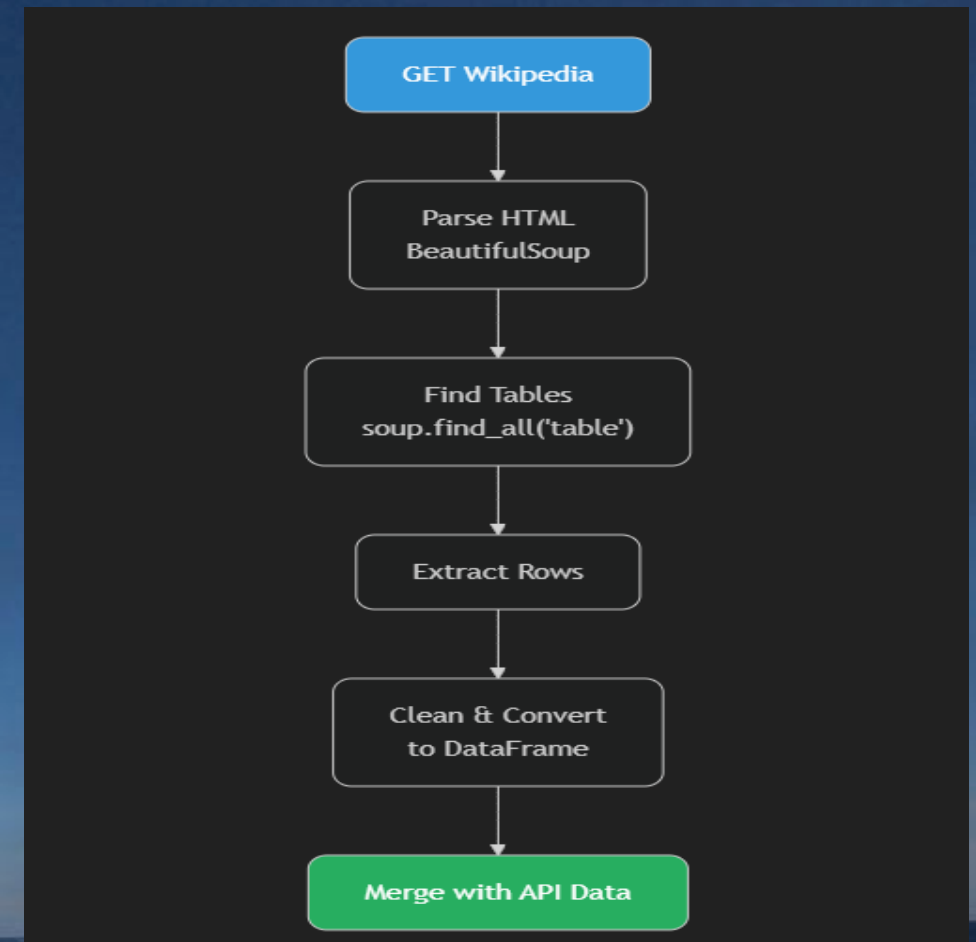 GET Wikipedia
Parse HTML
BeautifulSoup
Find Tables
soup.find_all('table')
Extract Rows
Clean & Convert
to DataFrame
Merge with API Data